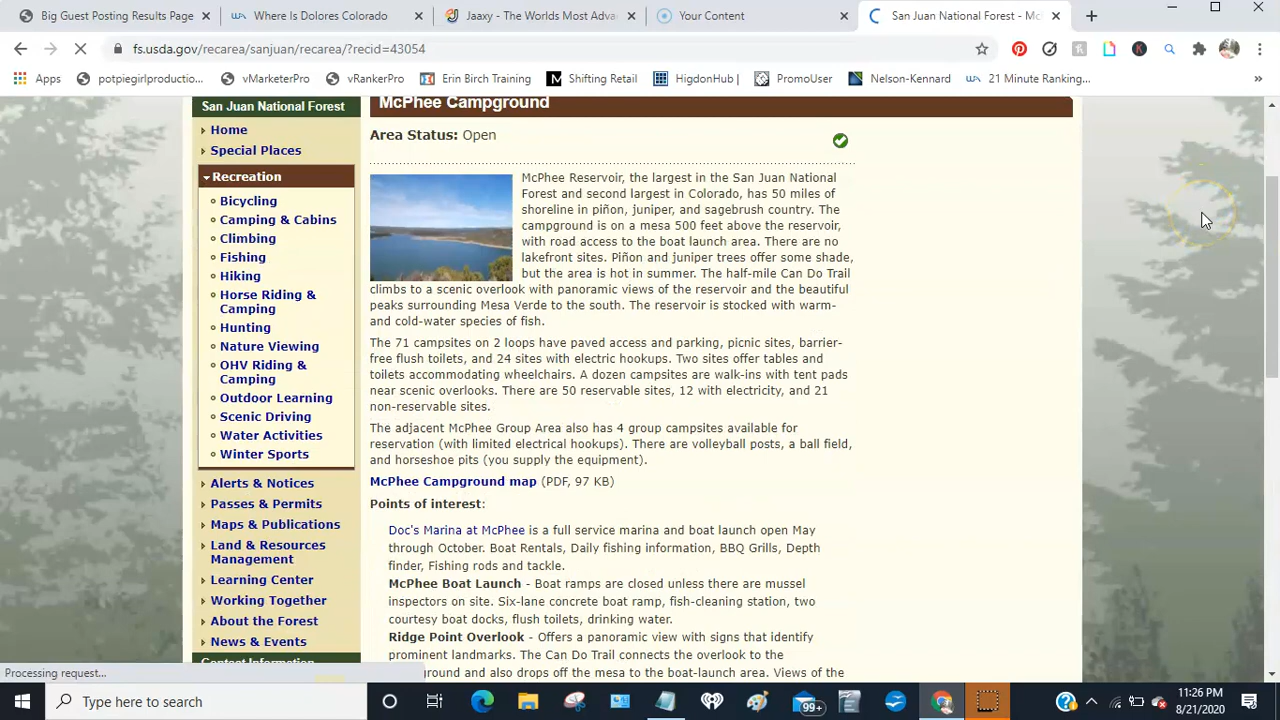 Big Guest Posting Results Page
Where Is Dolores Colorado
Jaaxy - The Worlds Most Adva
Your Content
San Juan National Forest - Mc
fs.usda.gov/recarea/sanjuan/recarea/?recid=43054
Apps
potpiegirlproductio...
vMarketerPro
vRankerPro
Erin Birch Training
Shifting Retail
HigdonHub |
PromoUser
Nelson-Kennard
21 Minute Ranking...
San Juan National Forest
Home
Special Places
Recreation
Bicycling
Camping & Cabins
Climbing
Fishing
Hiking
Horse Riding &
Camping
Hunting
Nature Viewing
OHV Riding &
Camping
Outdoor Learning
Scenic Driving
Water Activities
Winter Sports
Alerts & Notices
Passes & Permits
Maps & Publications
Land & Resources
Management
Learning Center
Working Together
About the Forest
News & Events
Contact Information
McPhee Campground
Area Status: Open
McPhee Reservoir, the largest in the San Juan National
Forest and second largest in Colorado, has 50 miles of
shoreline in piñon, juniper, and sagebrush country. The
campground is on a mesa 500 feet above the reservoir,
with road access to the boat launch area. There are no
lakefront sites. Piñon and juniper trees offer some shade,
but the area is hot in summer. The half-mile Can Do Trail
climbs to a scenic overlook with panoramic views of the reservoir and the beautiful
peaks surrounding Mesa Verde to the south. The reservoir is stocked with warm-
and cold-water species of fish.
The 71 campsites on 2 loops have paved access and parking, picnic sites, barrier-
free flush toilets, and 24 sites with electric hookups. Two sites offer tables and
toilets accommodating wheelchairs. A dozen campsites are walk-ins with tent pads
near scenic overlooks. There are 50 reservable sites, 12 with electricity, and 21
non-reservable sites.
The adjacent McPhee Group Area also has 4 group campsites available for
reservation (with limited electrical hookups). There are volleyball posts, a ball field,
and horseshoe pits (you supply the equipment).
McPhee Campground map (PDF, 97 KB)
Points of interest:
Doc's Marina at McPhee is a full service marina and boat launch open May
through October. Boat Rentals, Daily fishing information, BBQ Grills, Depth
finder, Fishing rods and tackle.
McPhee Boat Launch - Boat ramps are closed unless there are mussel
inspectors on site. Six-lane concrete boat ramp, fish-cleaning station, two
courtesy boat docks, flush toilets, drinking water.
Ridge Point Overlook - Offers a panoramic view with signs that identify
prominent landmarks. The Can Do Trail connects the overlook to the
ground and also drops off the mesa to the boat-launch area. Views of the
Processing request...
Type here to search
99+
11:26 PM
8/21/2020